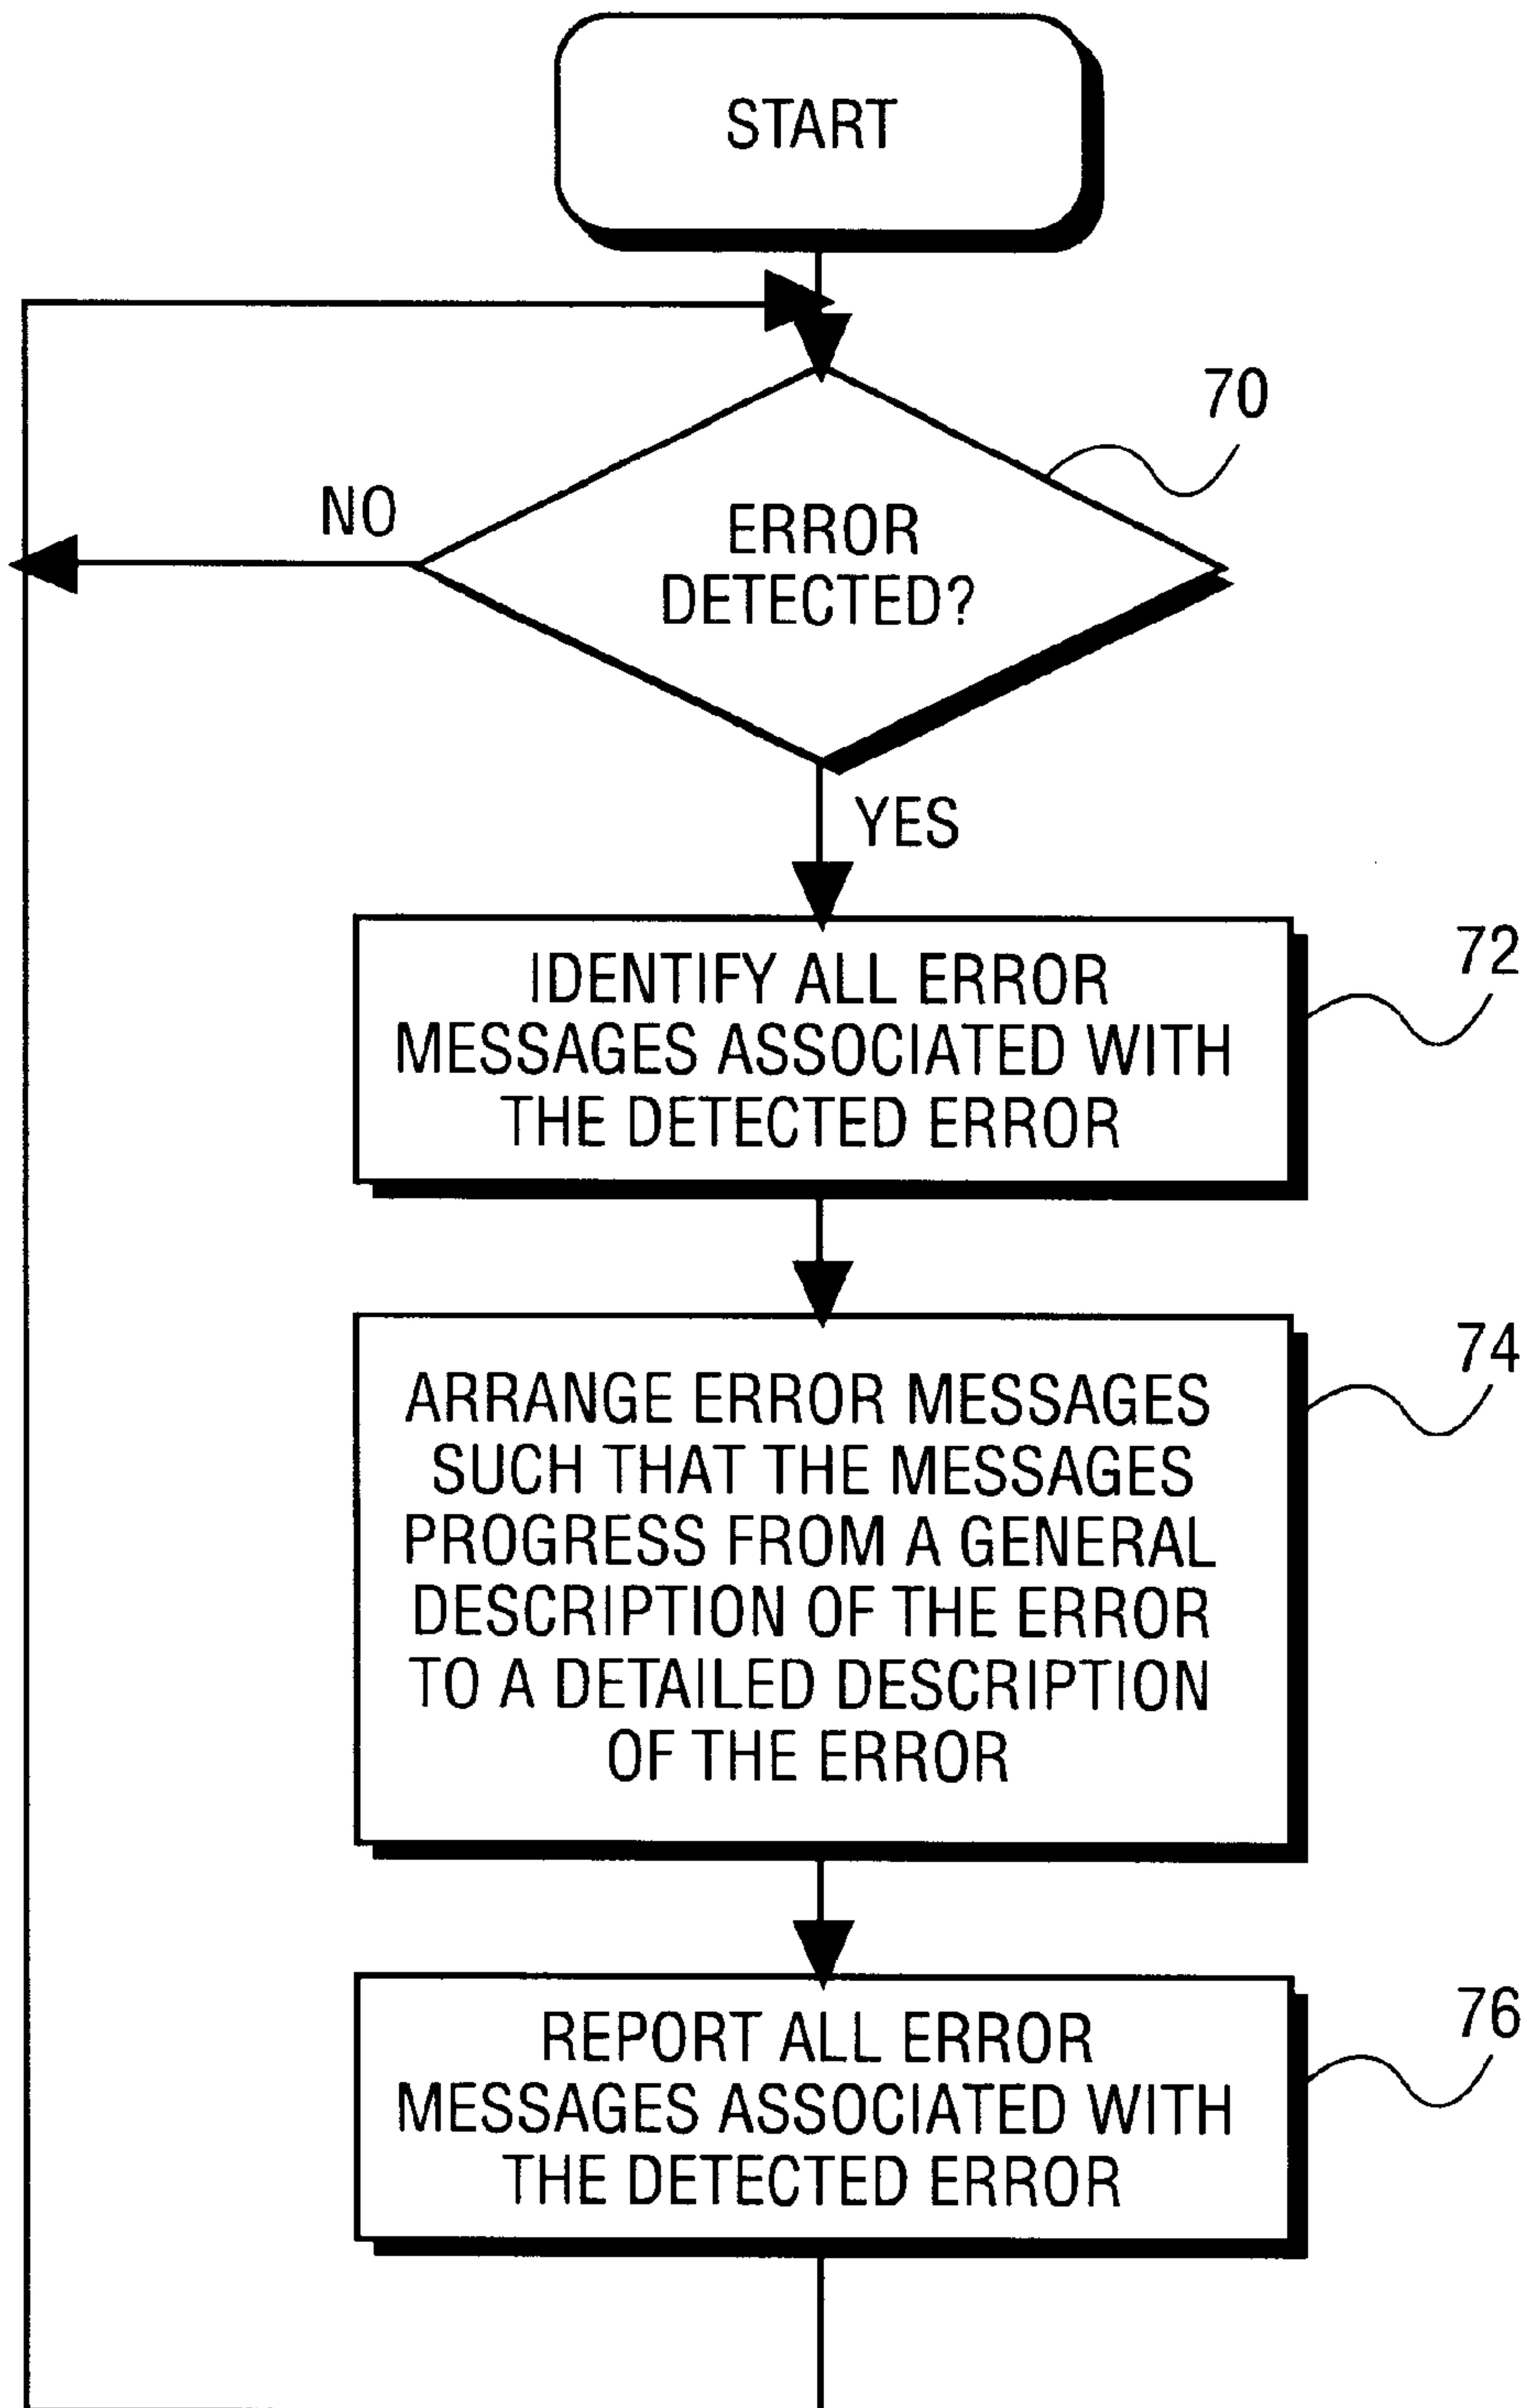 START
70
NO
ERROR
DETECTED?
YES
72
IDENTIFY ALL ERROR
MESSAGES ASSOCIATED WITH
THE DETECTED ERROR
74
ARRANGE ERROR MESSAGES
SUCH THAT THE MESSAGES
PROGRESS FROM A GENERAL
DESCRIPTION OF THE ERROR
TO A DETAILED DESCRIPTION
OF THE ERROR
76
REPORT ALL ERROR
MESSAGES ASSOCIATED WITH
THE DETECTED ERROR